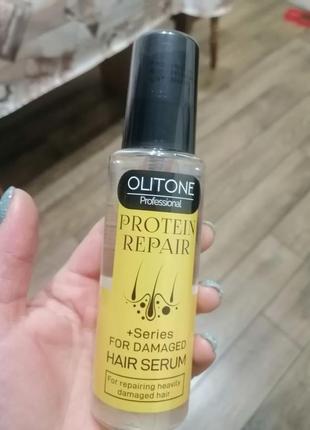 OLITONE
Professional
PROTEIN
REPAIR
+Series
FOR DAMAGED
HAIR SERUM
For repairing heavily
damaged hair